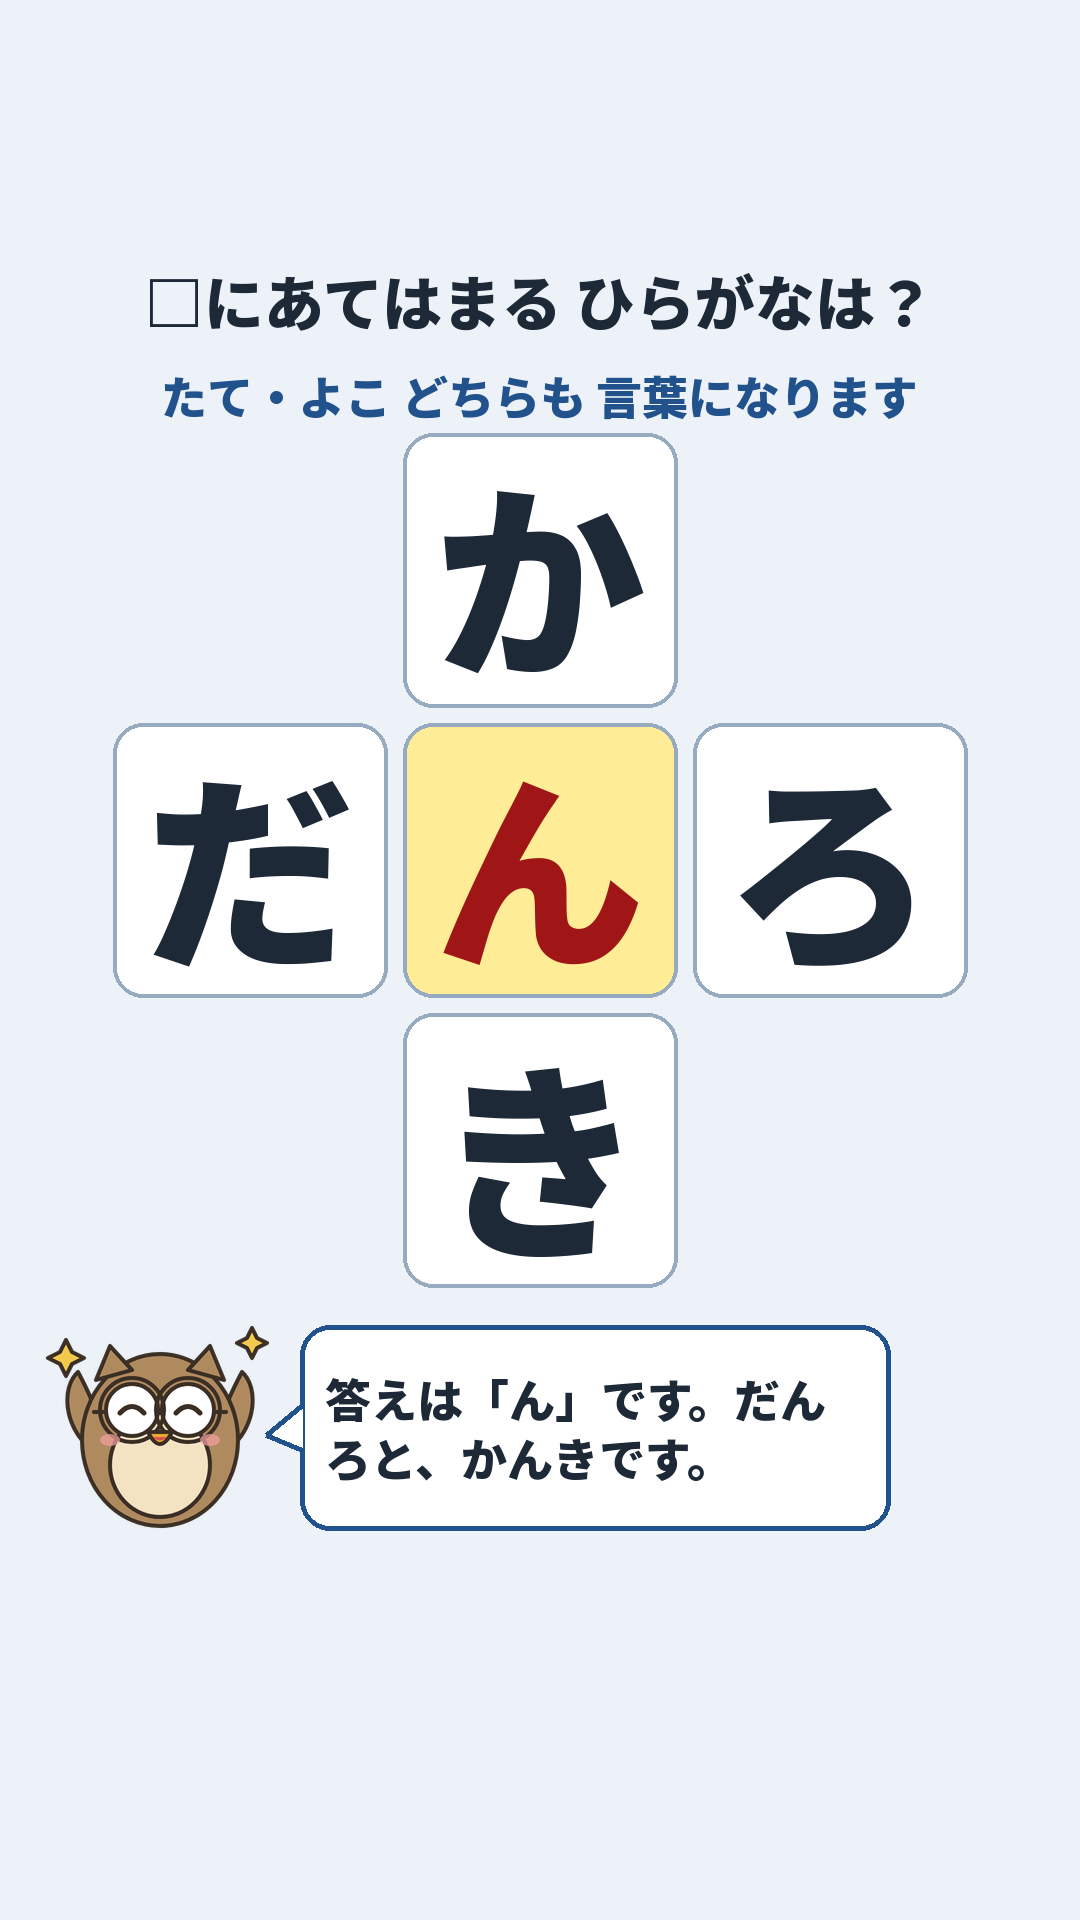 □にあてはまる ひらがなは？
たて・よこ どちらも 言葉になります
か
だ ん ろ
き
答えは「ん」です。だん
ろと、かんきです。